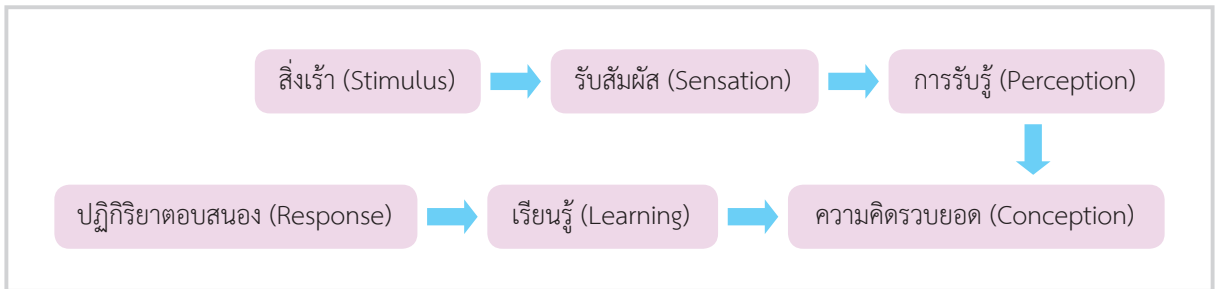 สิ่งเร้า (Stimulus) รับสัมผัส (Sensation) การรับรู้ (Perception)
ปฏิกิริยาตอบสนอง (Response) เรียนรู้ (Learning) ความคิดรวบยอด (Conception)